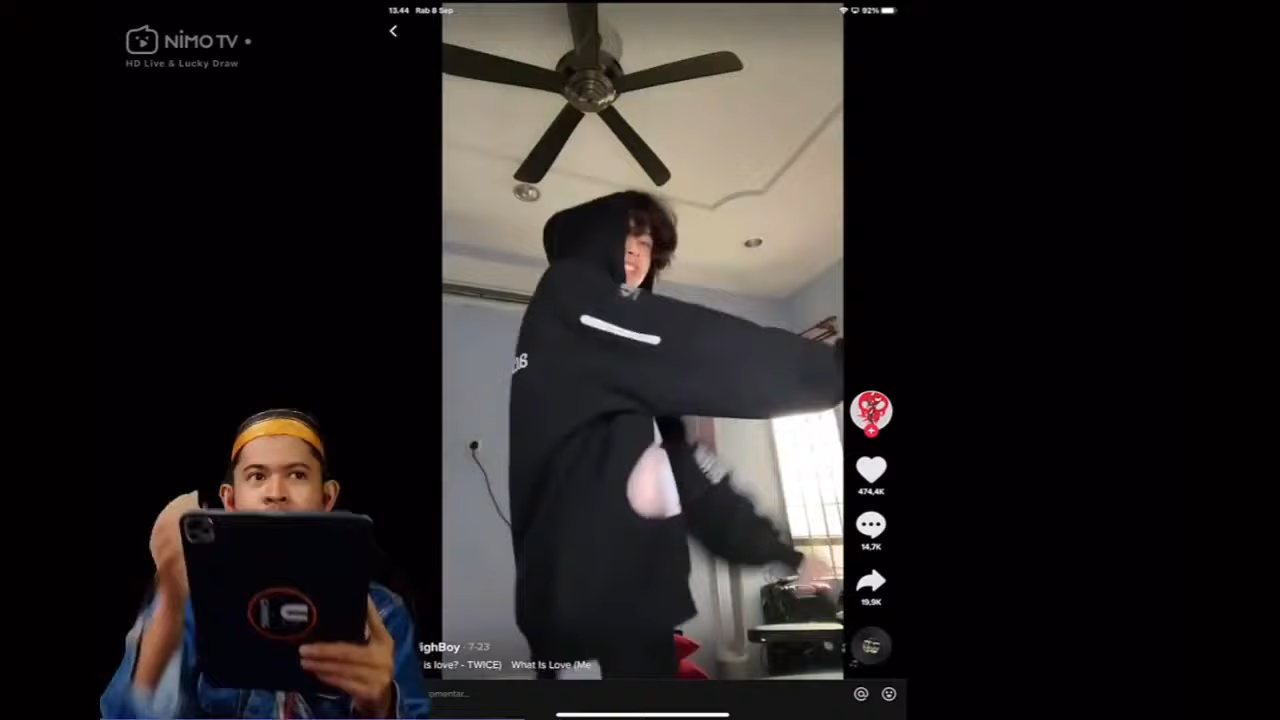 13.44 Rab 8 Sep
92%
NIMO TV
HD Live & Lucky Draw
474,4K
14,7K
19,9K
ighBoy · 7-23
is love? - TWICE) What Is Love (Me
omentar...